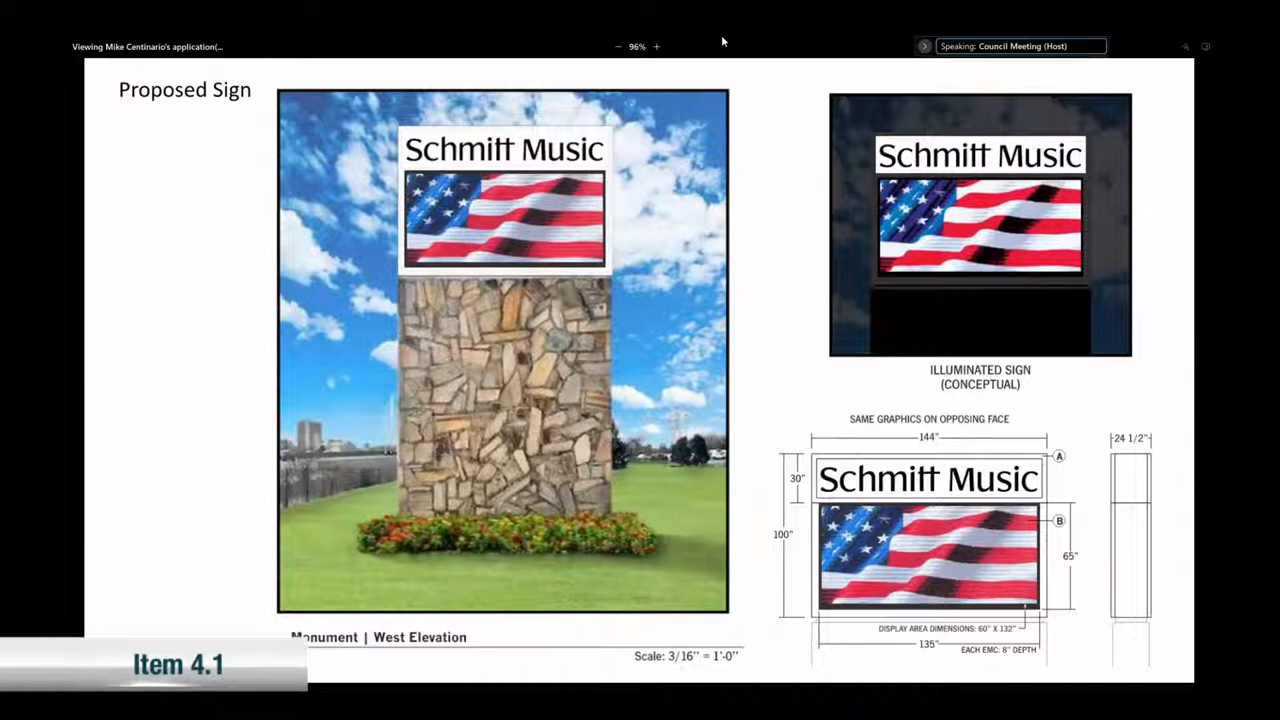 Viewing Mike Centinario's application(...
96%
Speaking: Council Meeting (Host)
Proposed Sign
Schmitt Music
Schmitt Music
ILLUMINATED SIGN
(CONCEPTUAL)
SAME GRAPHICS ON OPPOSING FACE
144"
24 1/2"
A
30"
Schmitt Music
B
100"
65"
DISPLAY AREA DIMENSIONS: 60" X 132"
135"
EACH EMC: 8" DEPTH
Monument | West Elevation
Scale: 3/16" = 1'-0"
Item 4.1